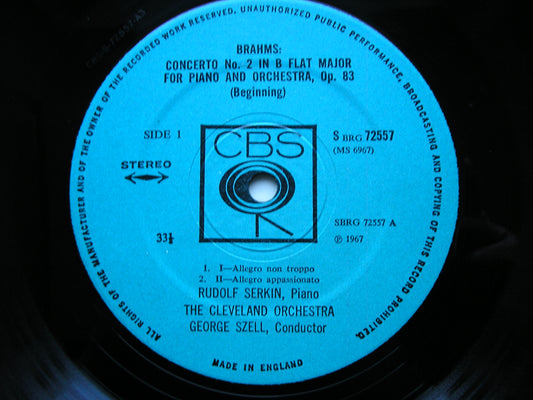 ALL RIGHTS OF THE MANUFACTURER AND OF THE OWNER OF THE RECORDED WORK RESERVED. UNAUTHORIZED PUBLIC PERFORMANCE, BROADCASTING AND COPYING OF THIS RECORD PROHIBITED.
BRAHMS:
CONCERTO No. 2 IN B FLAT MAJOR
FOR PIANO AND ORCHESTRA, Op. 83
(Beginning)
SIDE 1
S BRG 72557
(MS 6967)
CBS
STEREO
33⅓
SBRG 72557 A
℗ 1967
1. I—Allegro non troppo
2. II—Allegro appassionato
RUDOLF SERKIN, Piano
THE CLEVELAND ORCHESTRA
GEORGE SZELL, Conductor
MADE IN ENGLAND